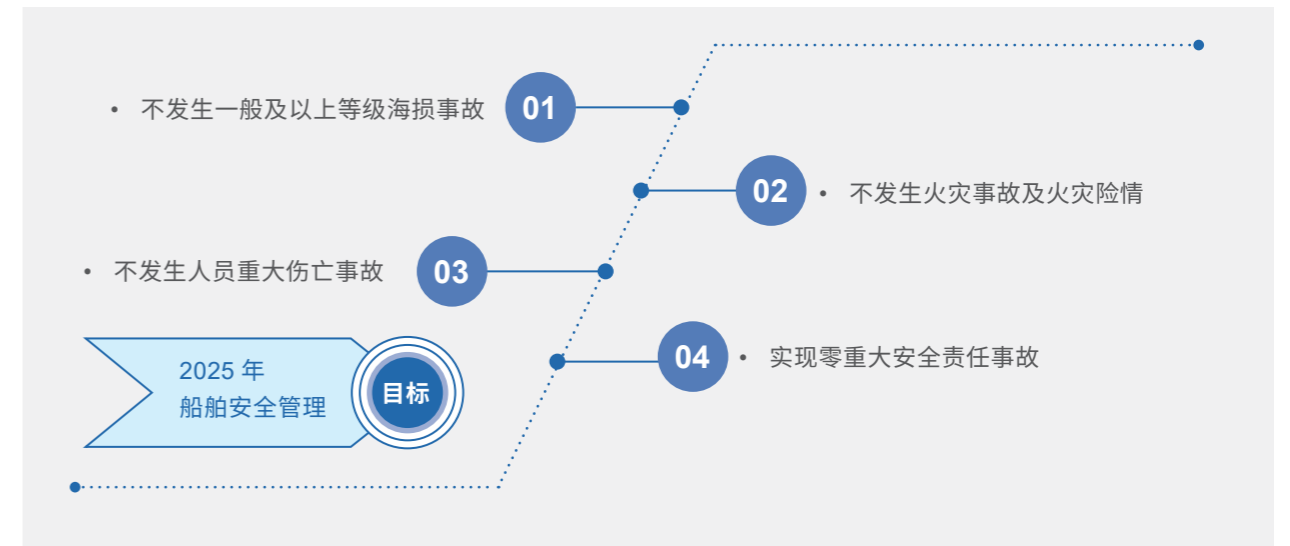 • 不发生一般及以上等级海损事故
01
02
• 不发生火灾事故及火灾险情
• 不发生人员重大伤亡事故
03
04
• 实现零重大安全责任事故
2025 年
船舶安全管理
目标